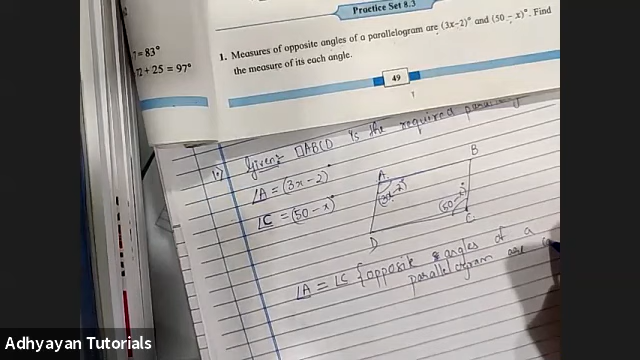 Practice Set 8.3
1. Measures of opposite angles of a parallelogram are (3x−2)° and (50 − x)°. Find
the measure of its each angle.
= 83°
72 + 25 = 97°
49
Given: □ABCD is the required
∠A = (3x − 2)°
∠C = (50 − x)°
A
B
(3x−2)°
(50−x)°
C
D
∠A = ∠C {opposite angles of a
parallelogram are
Adhyayan Tutorials